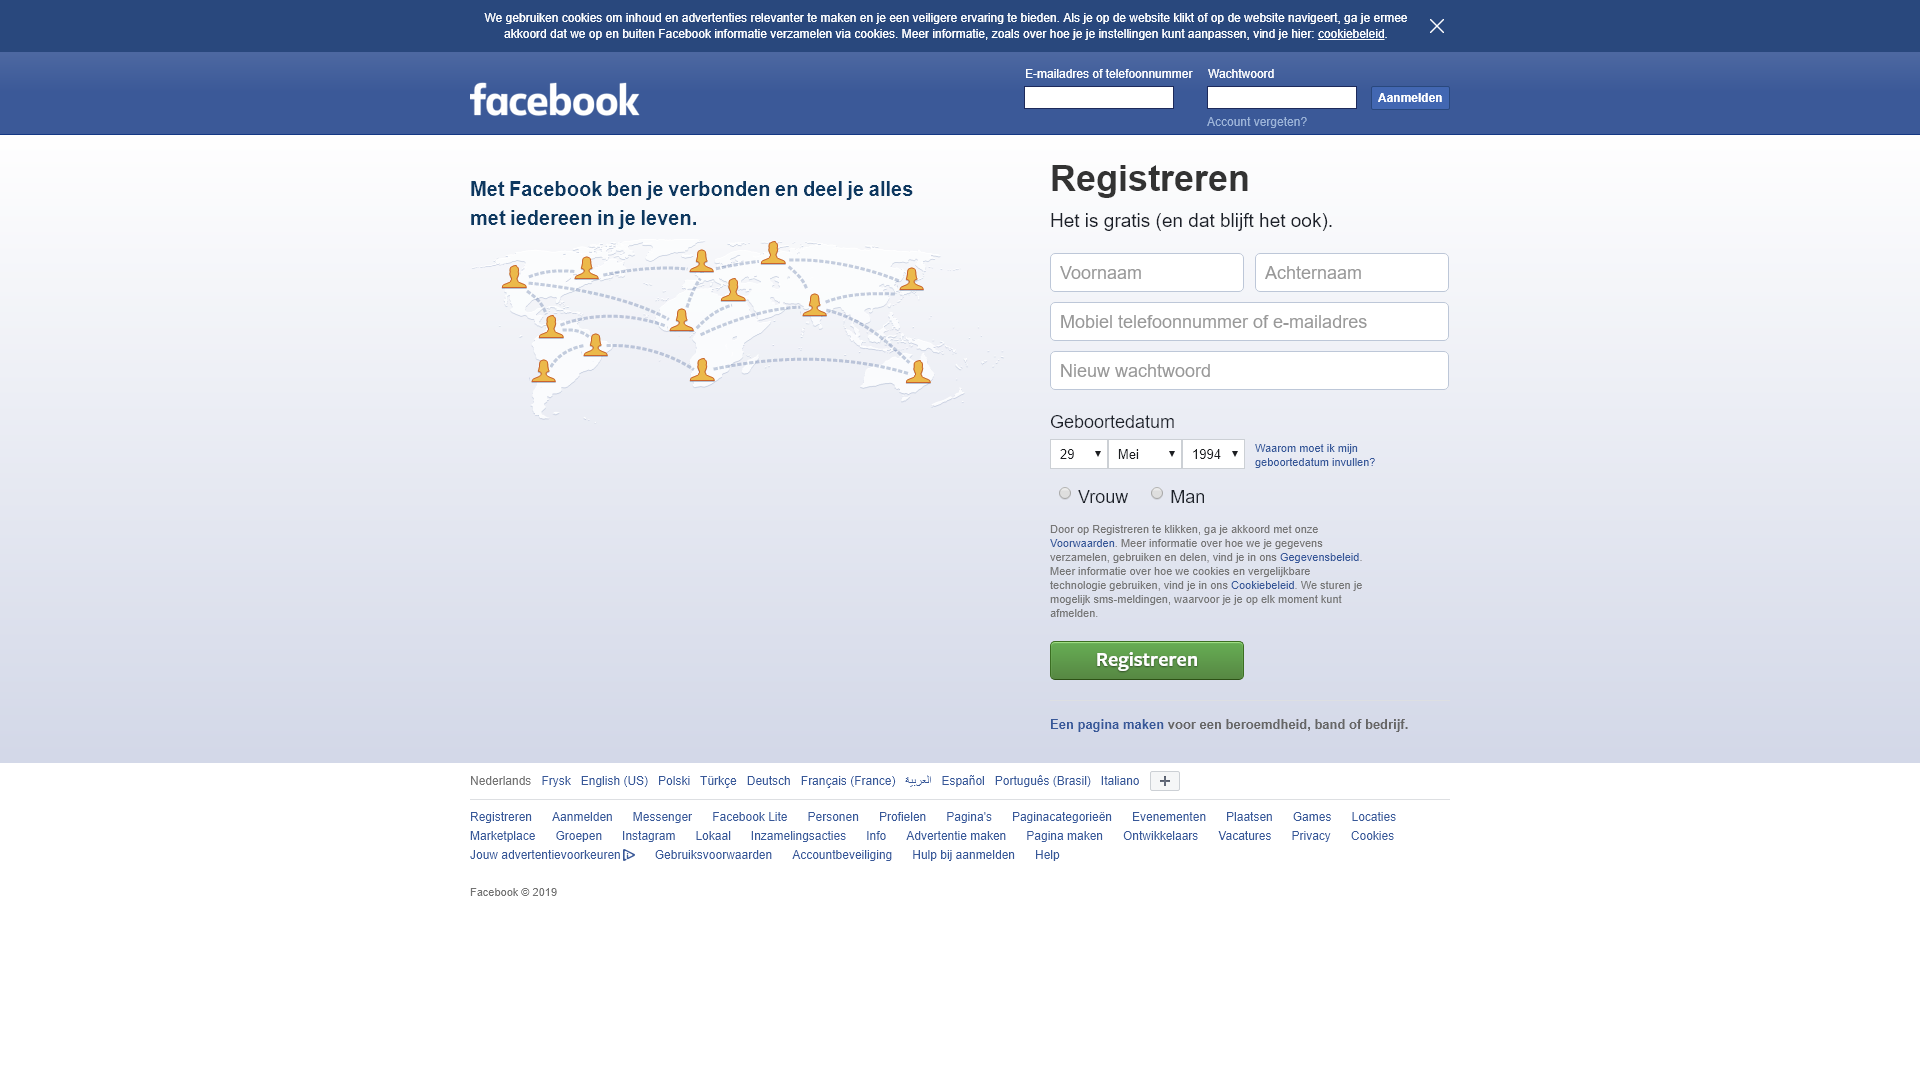 We gebruiken cookies om inhoud en advertenties relevanter te maken en je een veiligere ervaring te bieden. Als je op de website klikt of op de website navigeert, ga je ermee
akkoord dat we op en buiten Facebook informatie verzamelen via cookies. Meer informatie, zoals over hoe je je instellingen kunt aanpassen, vind je hier: cookiebeleid.
facebook
E-mailadres of telefoonnummer Wachtwoord
Aanmelden
Account vergeten?
Met Facebook ben je verbonden en deel je alles
met iedereen in je leven.
Registreren
Het is gratis (en dat blijft het ook).
Voornaam Achternaam
Mobiel telefoonnummer of e-mailadres
Nieuw wachtwoord
Geboortedatum
29 Mei 1994
Waarom moet ik mijn
geboortedatum invullen?
Vrouw Man
Door op Registreren te klikken, ga je akkoord met onze
Voorwaarden. Meer informatie over hoe we je gegevens
verzamelen, gebruiken en delen, vind je in ons Gegevensbeleid.
Meer informatie over hoe we cookies en vergelijkbare
technologie gebruiken, vind je in ons Cookiebeleid. We sturen je
mogelijk sms-meldingen, waarvoor je je op elk moment kunt
afmelden.
Registreren
Een pagina maken voor een beroemdheid, band of bedrijf.
Nederlands Frysk English (US) Polski Türkçe Deutsch Français (France) العربية Español Português (Brasil) Italiano
Registreren Aanmelden Messenger Facebook Lite Personen Profielen Pagina's Paginacategorieën Evenementen Plaatsen Games Locaties
Marketplace Groepen Instagram Lokaal Inzamelingsacties Info Advertentie maken Pagina maken Ontwikkelaars Vacatures Privacy Cookies
Jouw advertentievoorkeuren Gebruiksvoorwaarden Accountbeveiliging Hulp bij aanmelden Help
Facebook © 2019